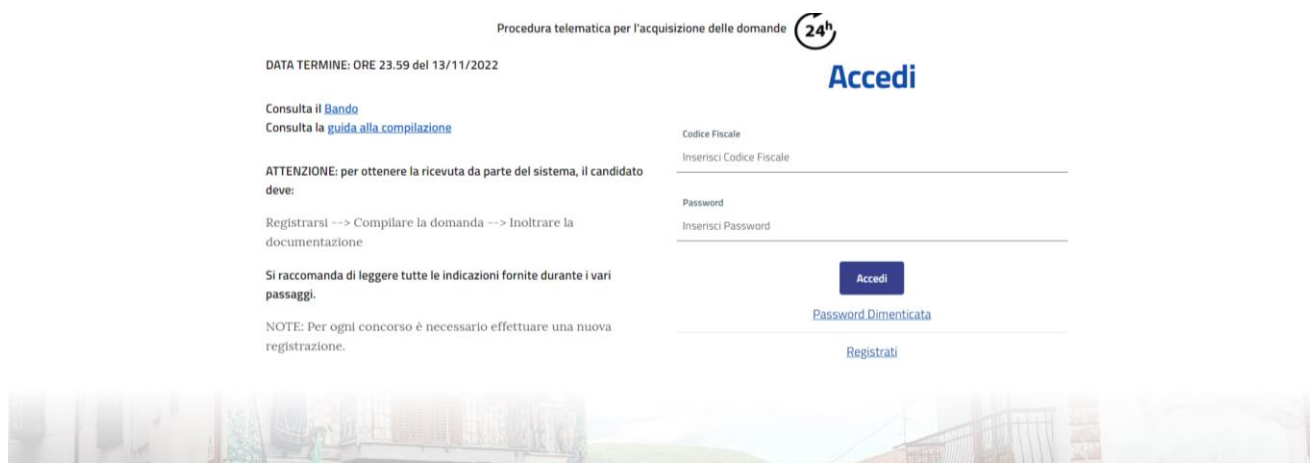 Procedura telematica per l'acquisizione delle domande 24h
DATA TERMINE: ORE 23.59 del 13/11/2022
Consulta il Bando
Consulta la guida alla compilazione
ATTENZIONE: per ottenere la ricevuta da parte del sistema, il candidato
deve:
Registrarsi --> Compilare la domanda --> Inoltrare la
documentazione
Si raccomanda di leggere tutte le indicazioni fornite durante i vari
passaggi.
NOTE: Per ogni concorso è necessario effettuare una nuova
registrazione.
Accedi
Codice Fiscale
Inserisci Codice Fiscale
Password
Inserisci Password
Accedi
Password Dimenticata
Registrati